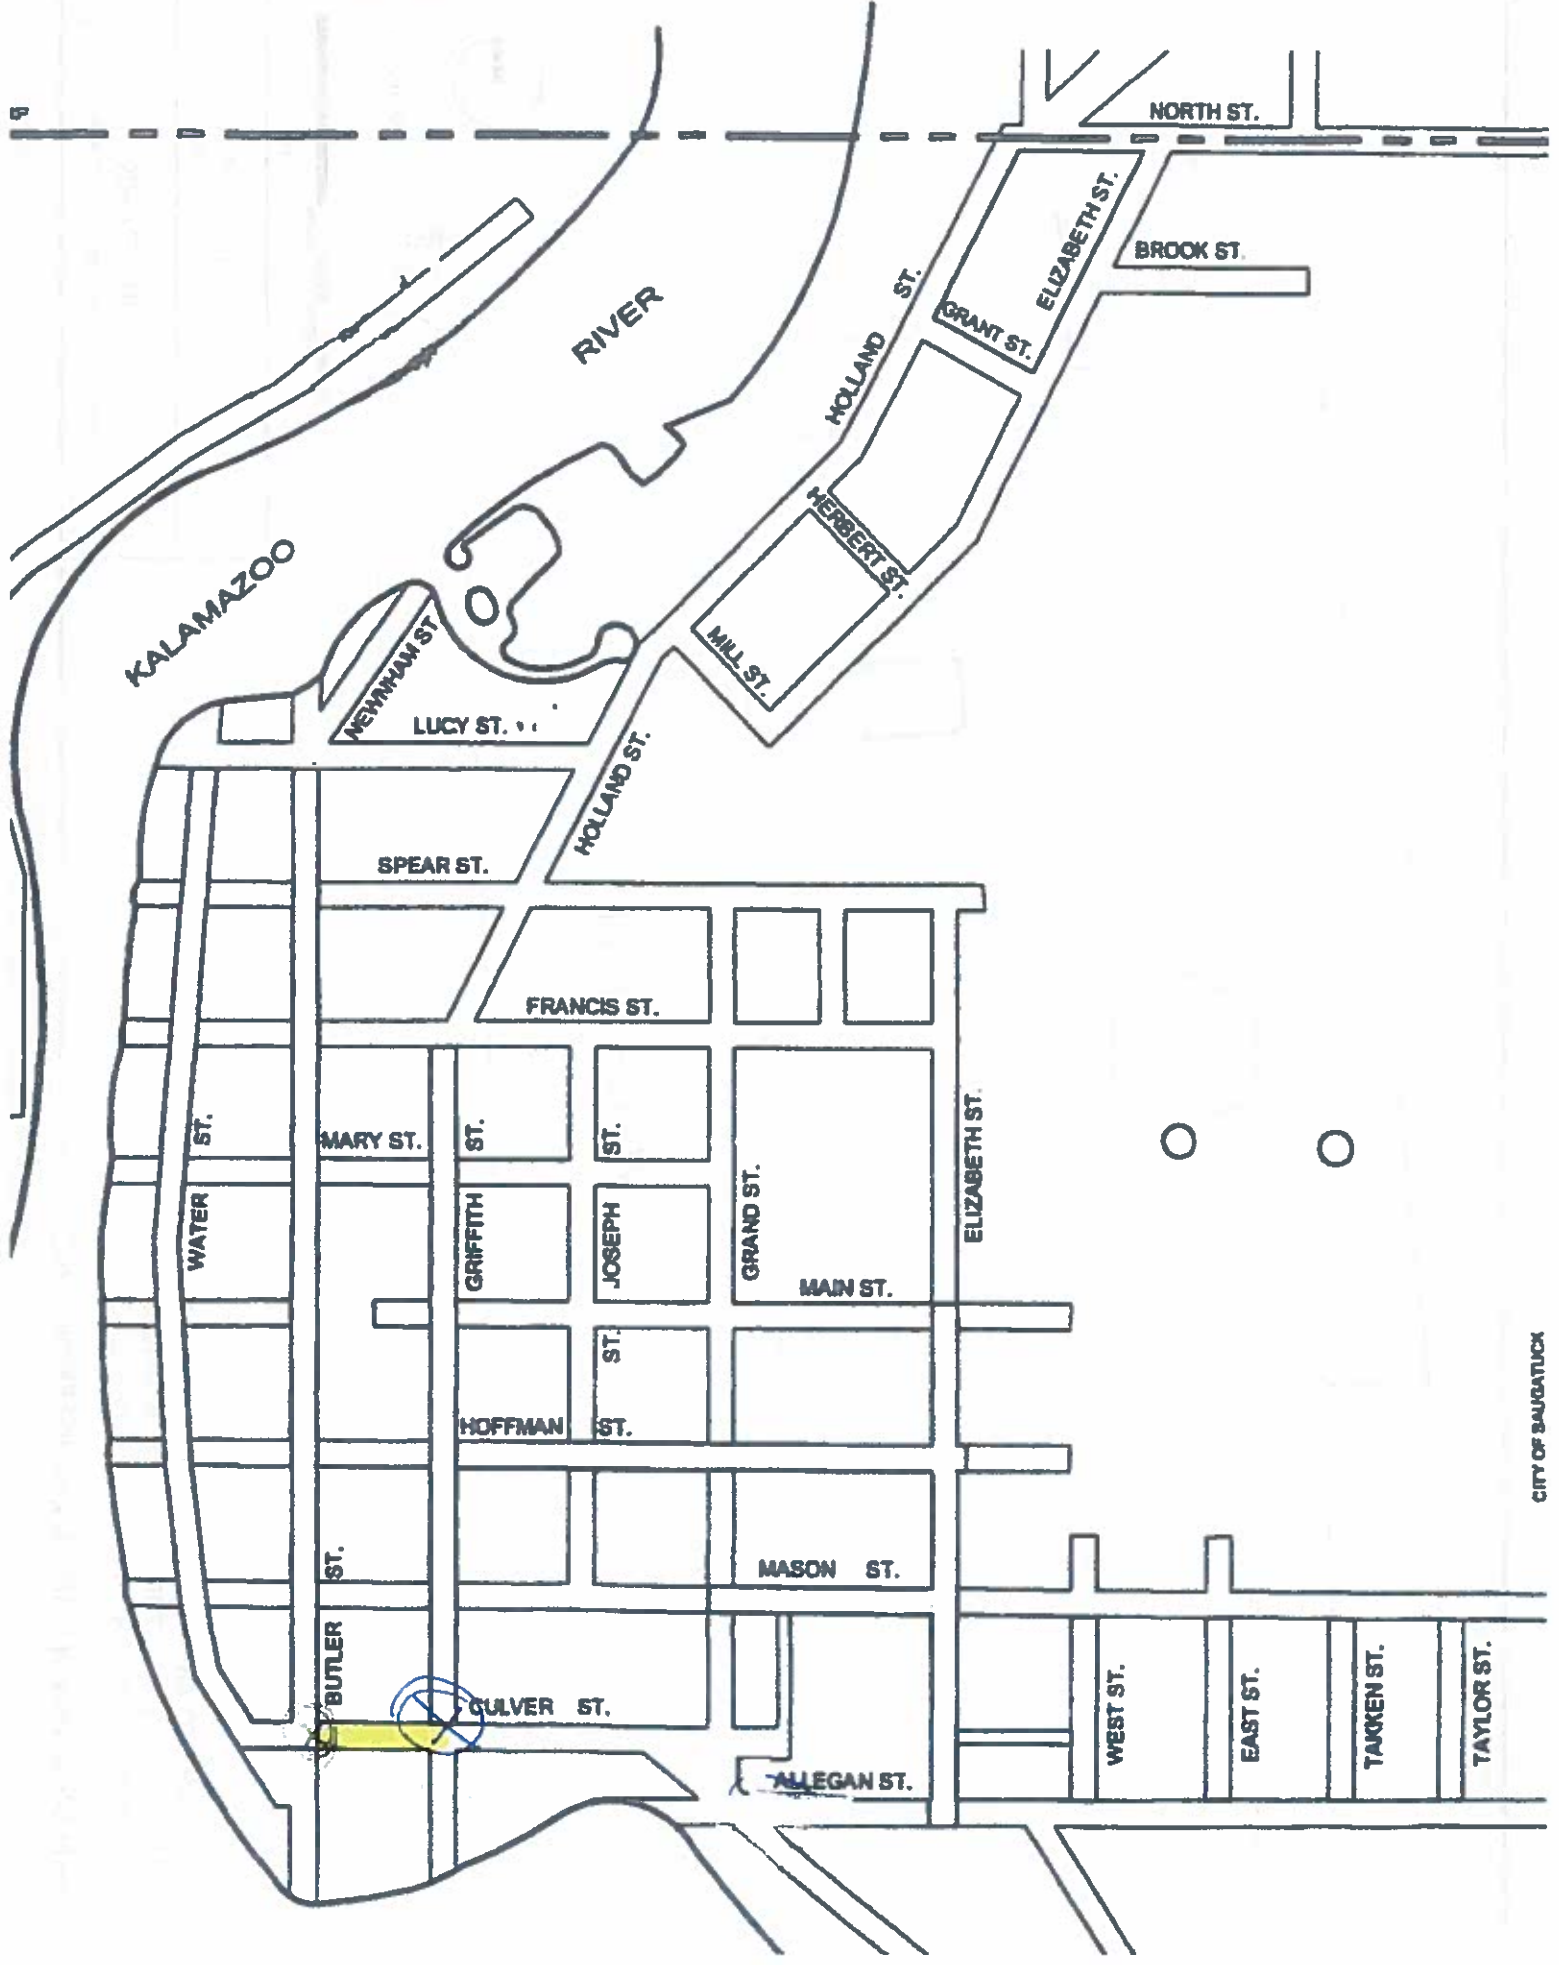 NORTH ST.
ELIZABETH ST.
BROOK ST.
RIVER
HOLLAND ST.
GRANT ST.
HERBERT ST.
KALAMAZOO
MILL ST.
NEWNHAM ST.
LUCY ST.
HOLLAND ST.
SPEAR ST.
FRANCIS ST.
MARY ST.
WATER ST.
GRIFFITH ST.
JOSEPH ST.
GRAND ST.
ELIZABETH ST.
MAIN ST.
ST.
HOFFMAN ST.
CITY OF SAUGATUCK
MASON ST.
BUTLER ST.
CULVER ST.
WEST ST.
EAST ST.
TAKKEN ST.
TAYLOR ST.
ALLEGAN ST.